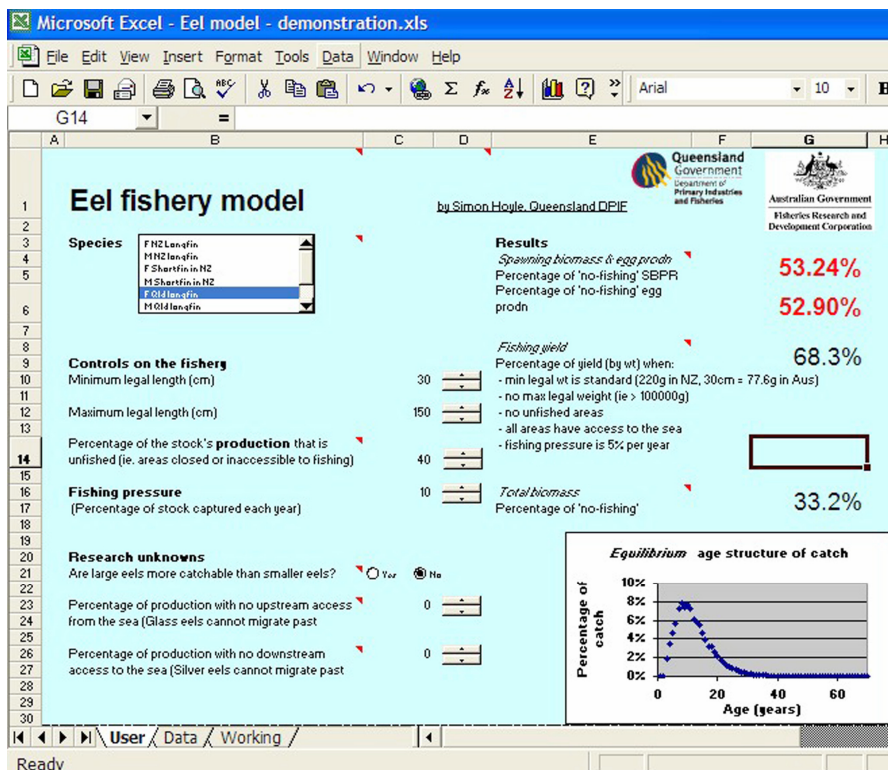 Microsoft Excel - Eel model - demonstration.xls
File Edit View Insert Format Tools Data Window Help
Arial 10 B
G14 =
A B C D E F G H
Queensland Government
Department of Primary Industries and Fisheries
Australian Government
Fisheries Research and Development Corporation
1 Eel fishery model by Simon Hoyle, Queensland DPIF
2
3 Species Results
F NZ Longfin
M NZ longfin
F Shortfin in NZ
M Shortfin in NZ
F Qld longfin
M Qld longfin
4 Spawning biomass & egg prodn
5 Percentage of 'no-fishing' SBPR 53.24%
6 Percentage of 'no-fishing' egg prodn 52.90%
7
8 Fishing yield
9 Controls on the fishery Percentage of yield (by wt) when: 68.3%
10 Minimum legal length (cm) 30 - min legal wt is standard (220g in NZ, 30cm = 77.6g in Aus)
11 - no max legal weight (ie > 100000g)
12 Maximum legal length (cm) 150 - no unfished areas
13 - all areas have access to the sea
14 Percentage of the stock's production that is unfished (ie. areas closed or inaccessible to fishing) 40 - fishing pressure is 5% per year
15
16 Fishing pressure 10 Total biomass
17 (Percentage of stock captured each year) Percentage of 'no-fishing' 33.2%
18
19
20 Research unknowns
21 Are large eels more catchable than smaller eels? Yes No
22
23 Percentage of production with no upstream access 0
24 from the sea (Glass eels cannot migrate past
25
26 Percentage of production with no downstream 0
27 access to the sea (Silver eels cannot migrate past
28
29
30
Equilibrium age structure of catch
Percentage of catch
10%
8%
6%
4%
2%
0%
0 20 40 60
Age (years)
User Data Working
Ready